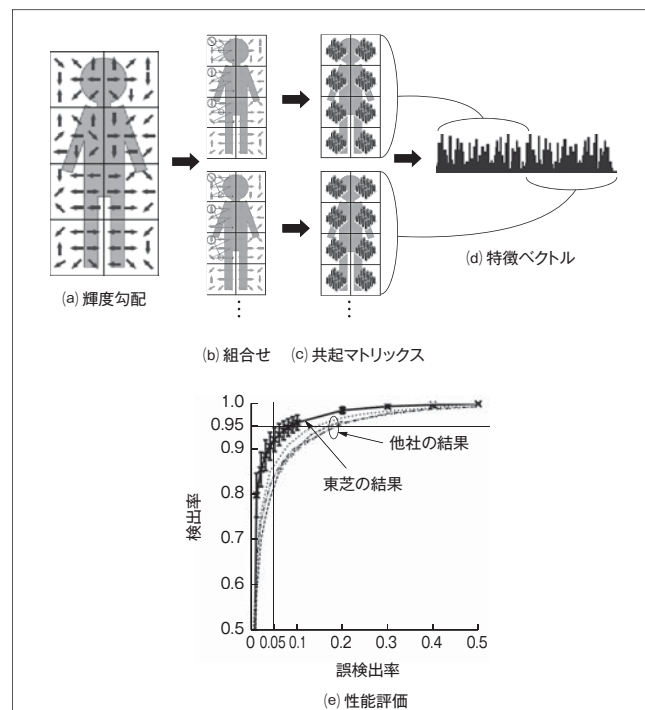 (a) 輝度勾配
(b) 組合せ
(c) 共起マトリックス
(d) 特徴ベクトル
検出率
1.0
0.95
0.9
0.8
0.7
0.6
0.5
他社の結果
東芝の結果
0 0.05 0.1 0.2 0.3 0.4 0.5
誤検出率
(e) 性能評価